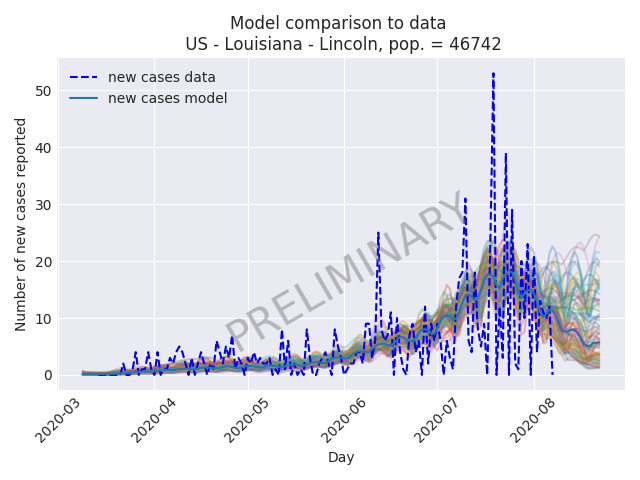 Model comparison to data
US - Louisiana - Lincoln, pop. = 46742
new cases data
new cases model
PRELIMINARY
Number of new cases reported
50
40
30
20
10
0
2020-03
2020-04
2020-05
2020-06
2020-07
2020-08
Day